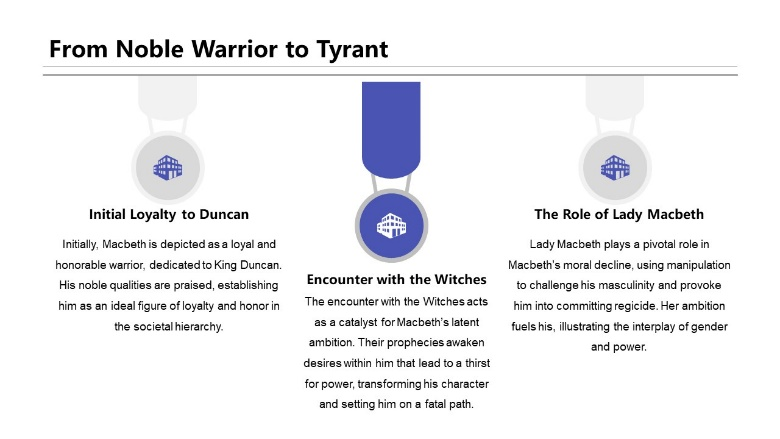 From Noble Warrior to Tyrant
Initial Loyalty to Duncan
Initially, Macbeth is depicted as a loyal and
honorable warrior, dedicated to King Duncan.
His noble qualities are praised, establishing
him as an ideal figure of loyalty and honor in
the societal hierarchy.
Encounter with the Witches
The encounter with the Witches acts
as a catalyst for Macbeth's latent
ambition. Their prophecies awaken
desires within him that lead to a thirst
for power, transforming his character
and setting him on a fatal path.
The Role of Lady Macbeth
Lady Macbeth plays a pivotal role in
Macbeth's moral decline, using manipulation
to challenge his masculinity and provoke
him into committing regicide. Her ambition
fuels his, illustrating the interplay of gender
and power.